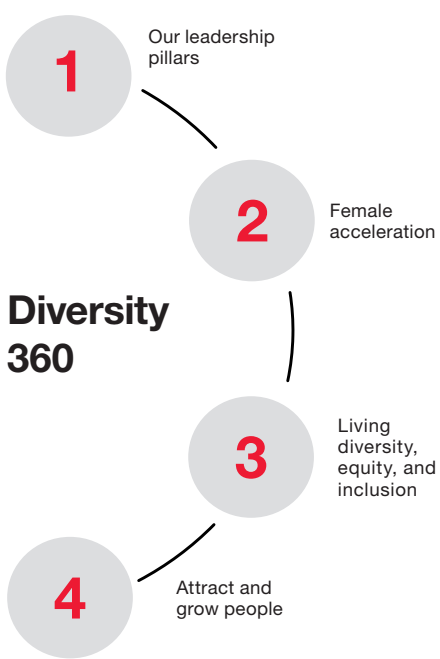 1
Our leadership
pillars
2
Female
acceleration
Diversity
360
3
Living
diversity,
equity, and
inclusion
4
Attract and
grow people